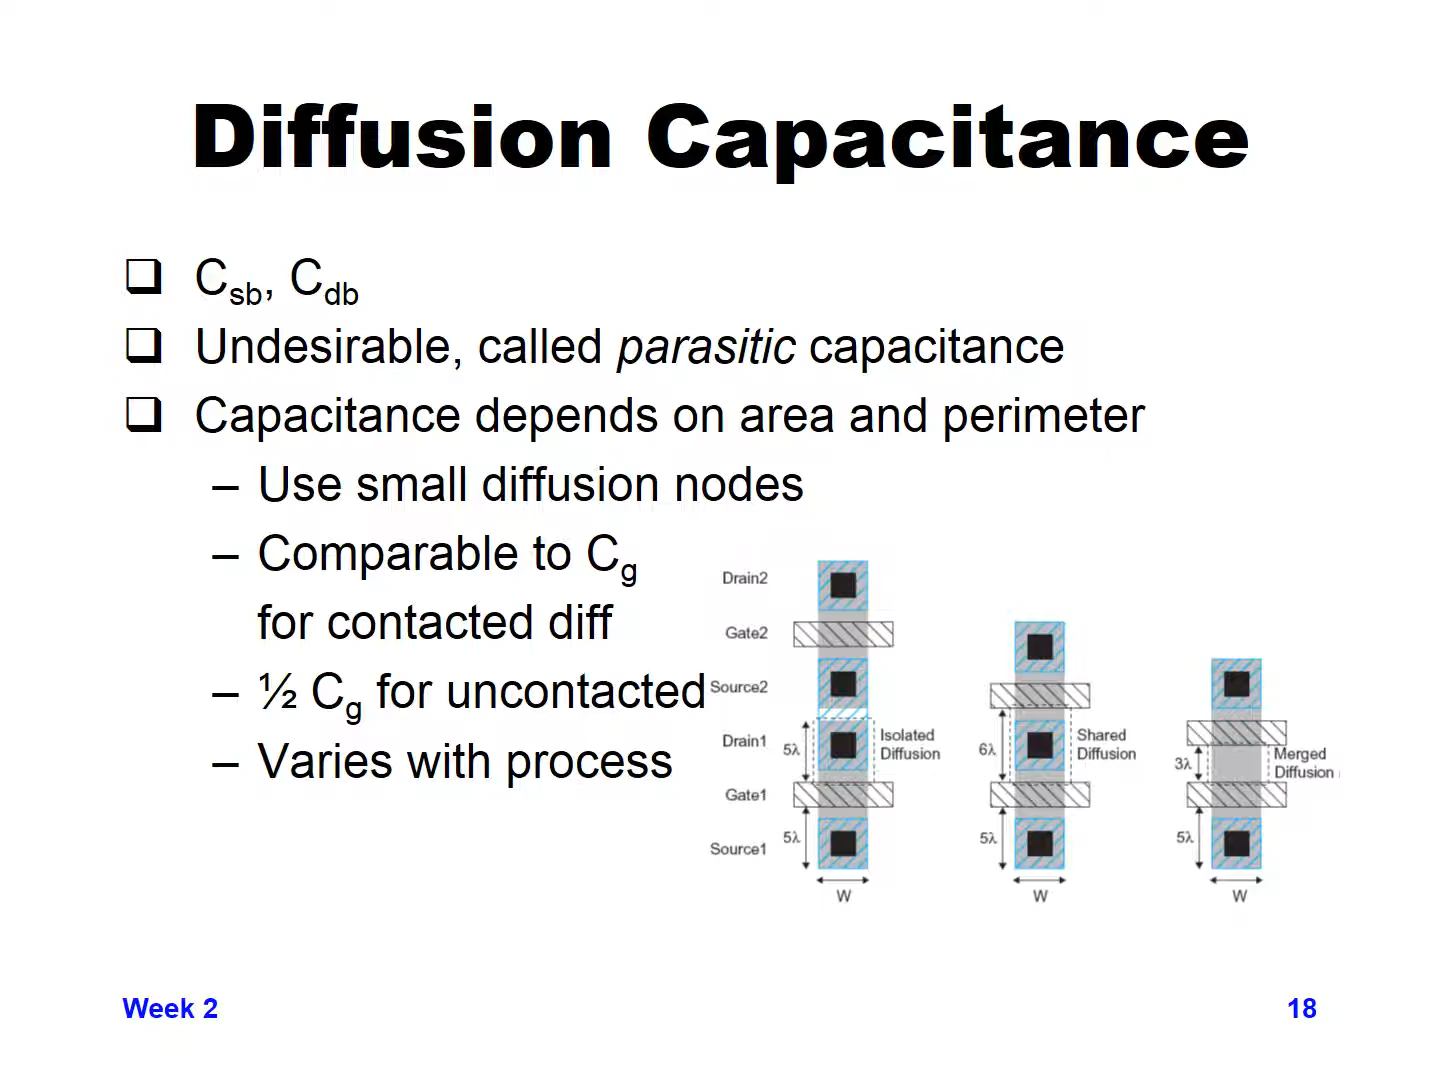 Diffusion Capacitance
❑ Csb, Cdb
❑ Undesirable, called parasitic capacitance
❑ Capacitance depends on area and perimeter
– Use small diffusion nodes
– Comparable to Cg
for contacted diff
– ½ Cg for uncontacted
– Varies with process
Drain2
Gate2
Source2
Drain1
Gate1
Source1
5λ
5λ
W
Isolated
Diffusion
6λ
5λ
W
Shared
Diffusion
3λ
5λ
W
Merged
Diffusion
Week 2
18